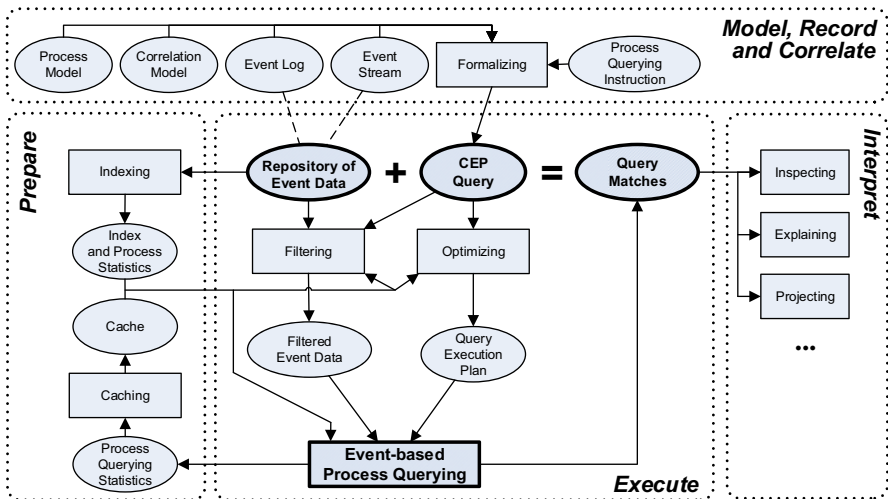 Model, Record
and Correlate
Process
Model
Correlation
Model
Event Log
Event
Stream
Formalizing
Process
Querying
Instruction
Prepare
Indexing
Index
and Process
Statistics
Cache
Caching
Process
Querying
Statistics
Repository of
Event Data
+
CEP
Query
=
Query
Matches
Filtering
Optimizing
Filtered
Event Data
Query
Execution
Plan
Event-based
Process Querying
Execute
Interpret
Inspecting
Explaining
Projecting
...